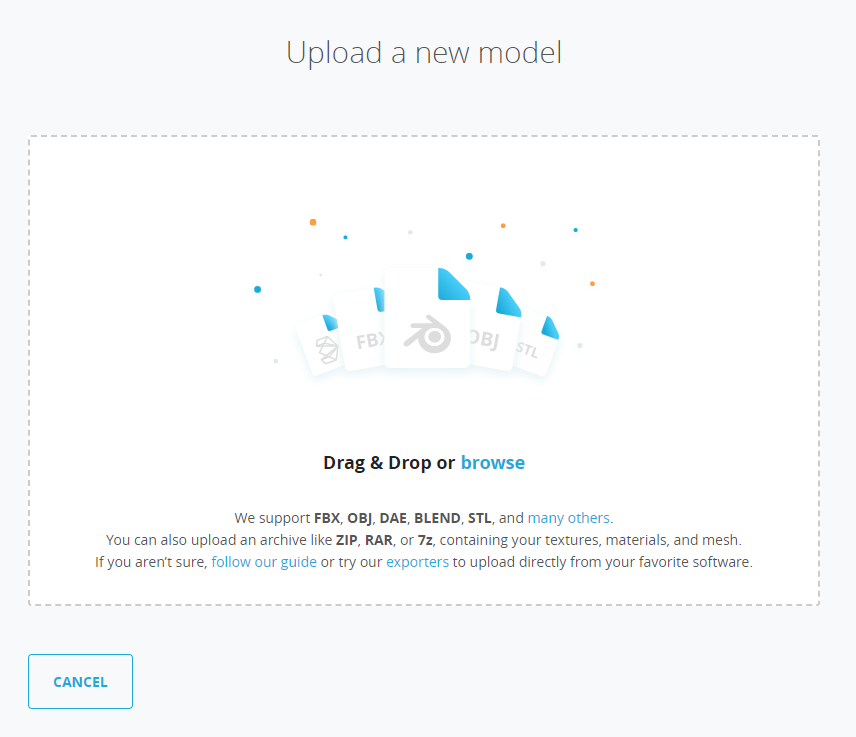 Upload a new model
FBX
OBJ
STL
Drag & Drop or browse
We support FBX, OBJ, DAE, BLEND, STL, and many others.
You can also upload an archive like ZIP, RAR, or 7z, containing your textures, materials, and mesh.
If you aren’t sure, follow our guide or try our exporters to upload directly from your favorite software.
CANCEL